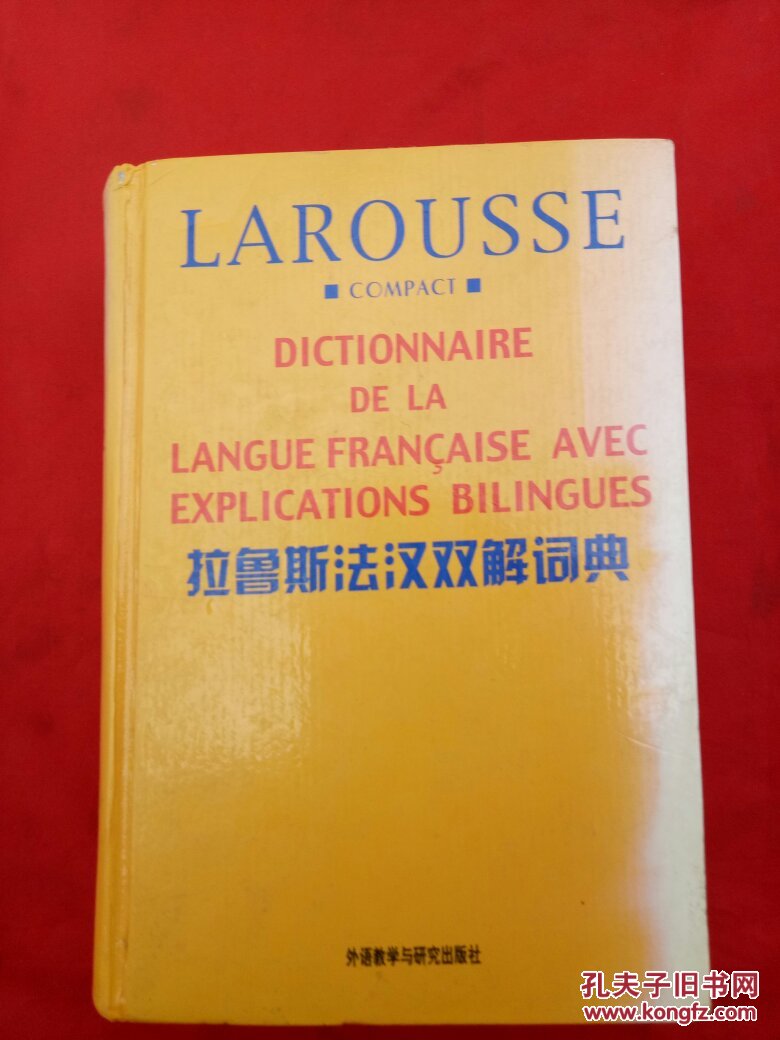 LAROUSSE
■ COMPACT ■
DICTIONNAIRE
DE LA
LANGUE FRANÇAISE AVEC
EXPLICATIONS BILINGUES
拉鲁斯法汉双解词典
外语教学与研究出版社
孔夫子旧书网
www.kongfz.com